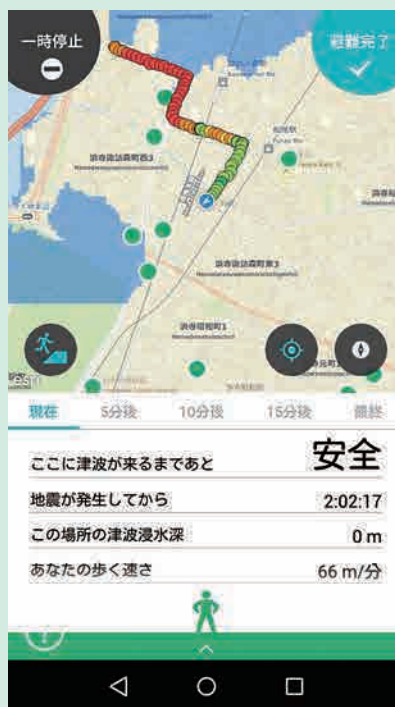 一時停止
避難完了
浜寺諏訪森町西3
浜寺諏訪森町東3
浜寺昭和町1
esri
現在
5分後
10分後
15分後
最終
ここに津波が来るまであと
安全
地震が発生してから
2:02:17
この場所の津波浸水深
0 m
あなたの歩く速さ
66 m/分